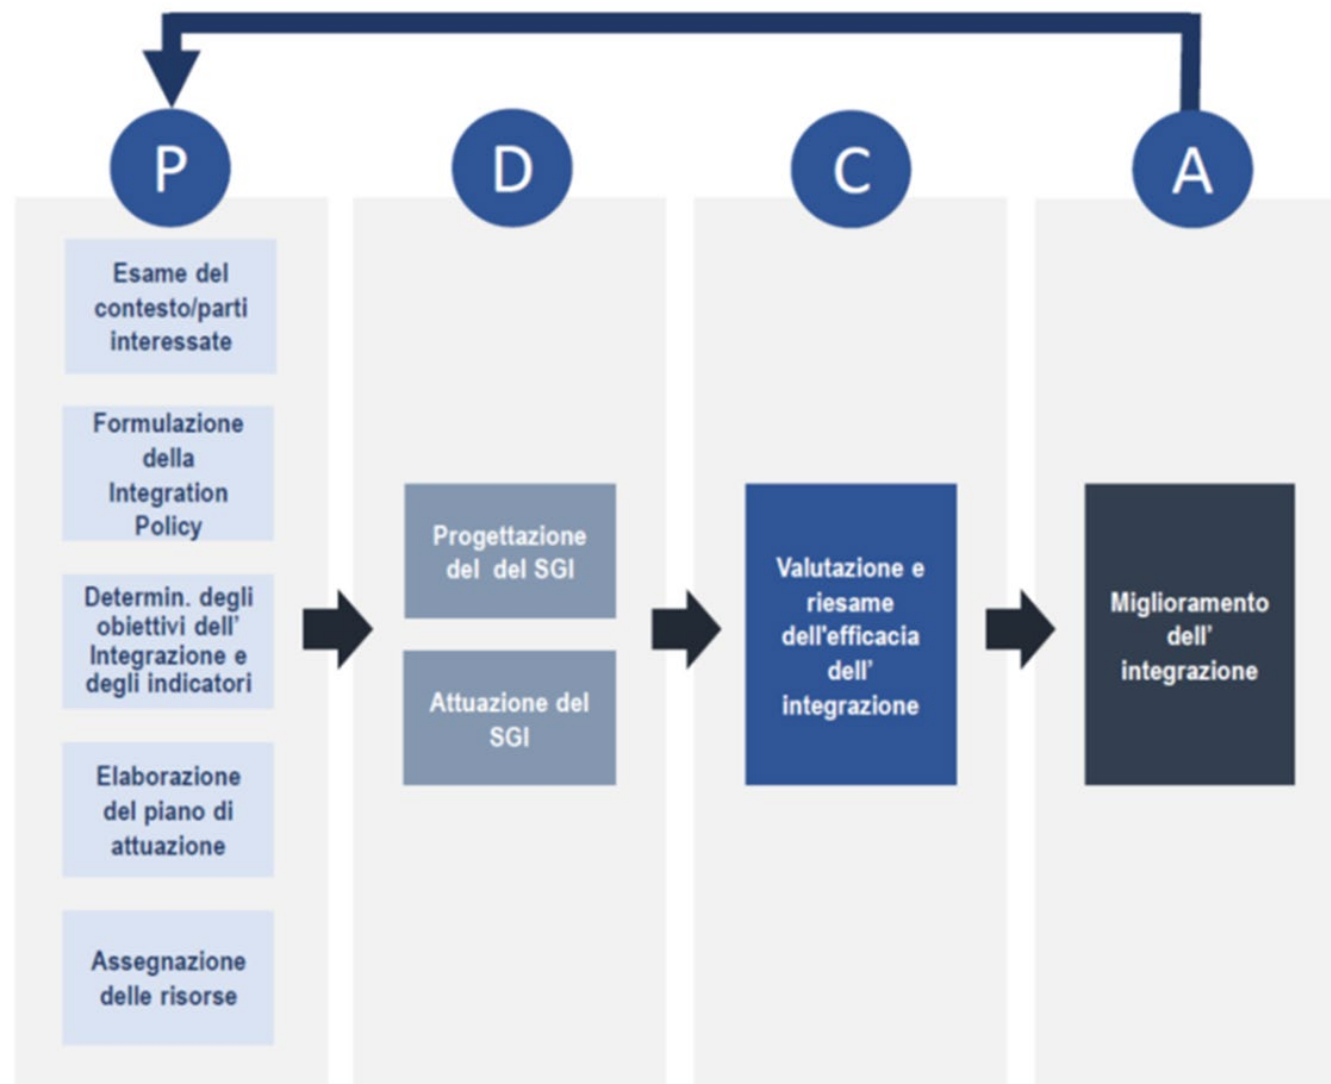 P
Esame del
contesto/parti
interessate
Formulazione
della
Integration
Policy
Determin. degli
obiettivi dell'
Integrazione e
degli indicatori
Elaborazione
del piano di
attuazione
Assegnazione
delle risorse
D
Progettazione
del del SGI
Attuazione del
SGI
C
Valutazione e
riesame
dell'efficacia
dell'
integrazione
A
Miglioramento
dell'
integrazione